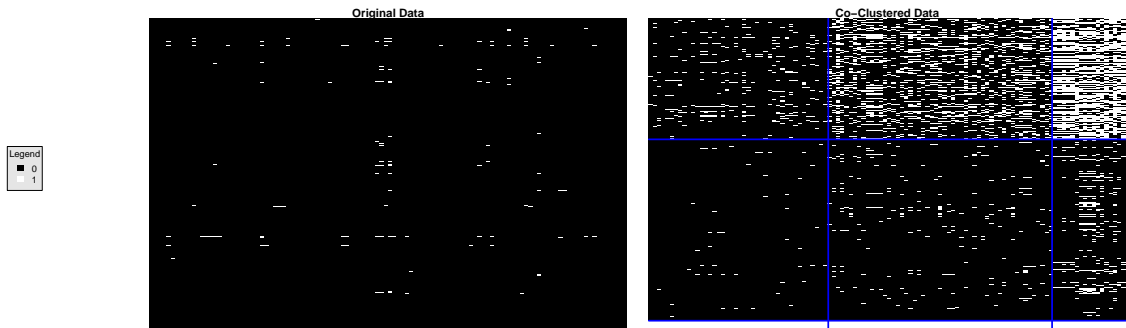 Original Data
Co−Clustered Data
Legend
0
1